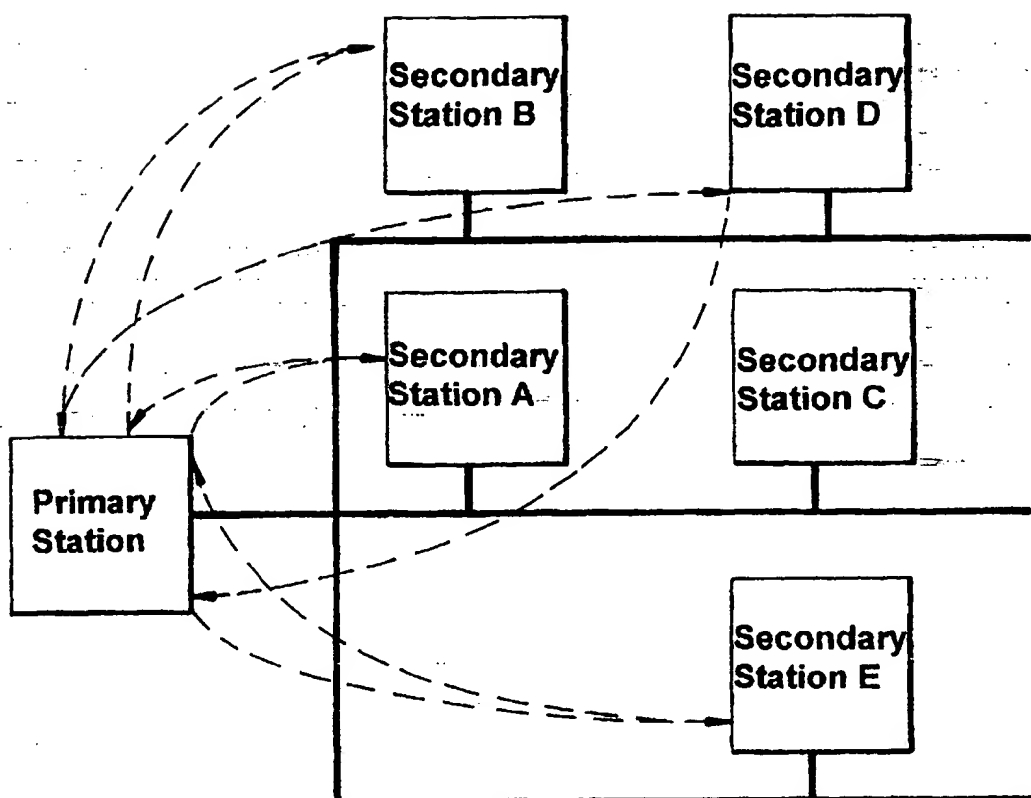 Secondary
Station B
Secondary
Station D
Secondary
Station A
Secondary
Station C
Primary
Station
Secondary
Station E